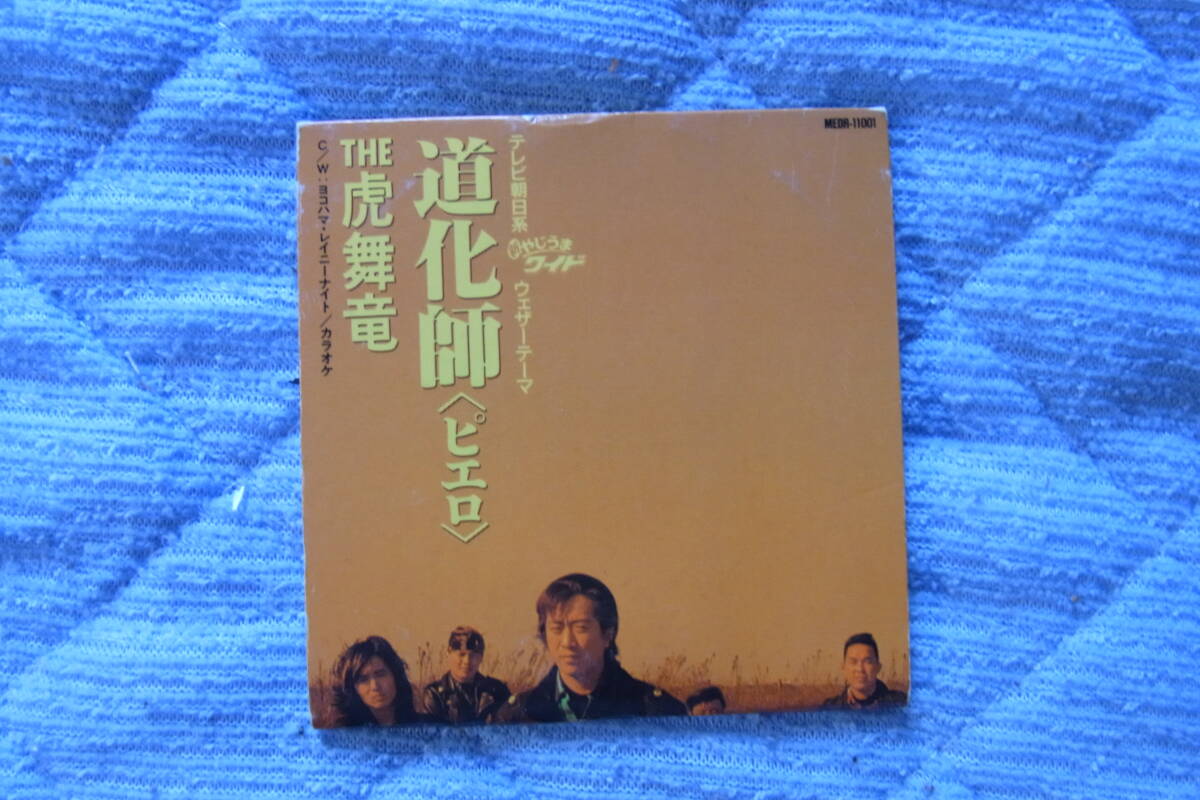 MEDR-11001
テレビ朝日系
やじうま
ワイド
ウェザーテーマ
道化師
〈ピエロ〉
THE 虎舞竜
C/W:ヨコハマ・レイニーナイト/カラオケ